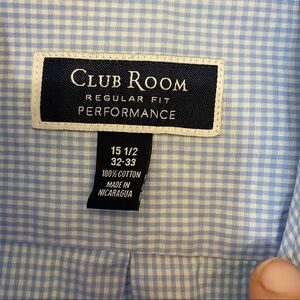 CLUB ROOM
REGULAR FIT
PERFORMANCE
15 1/2
32-33
100% COTTON
MADE IN
NICARAGUA